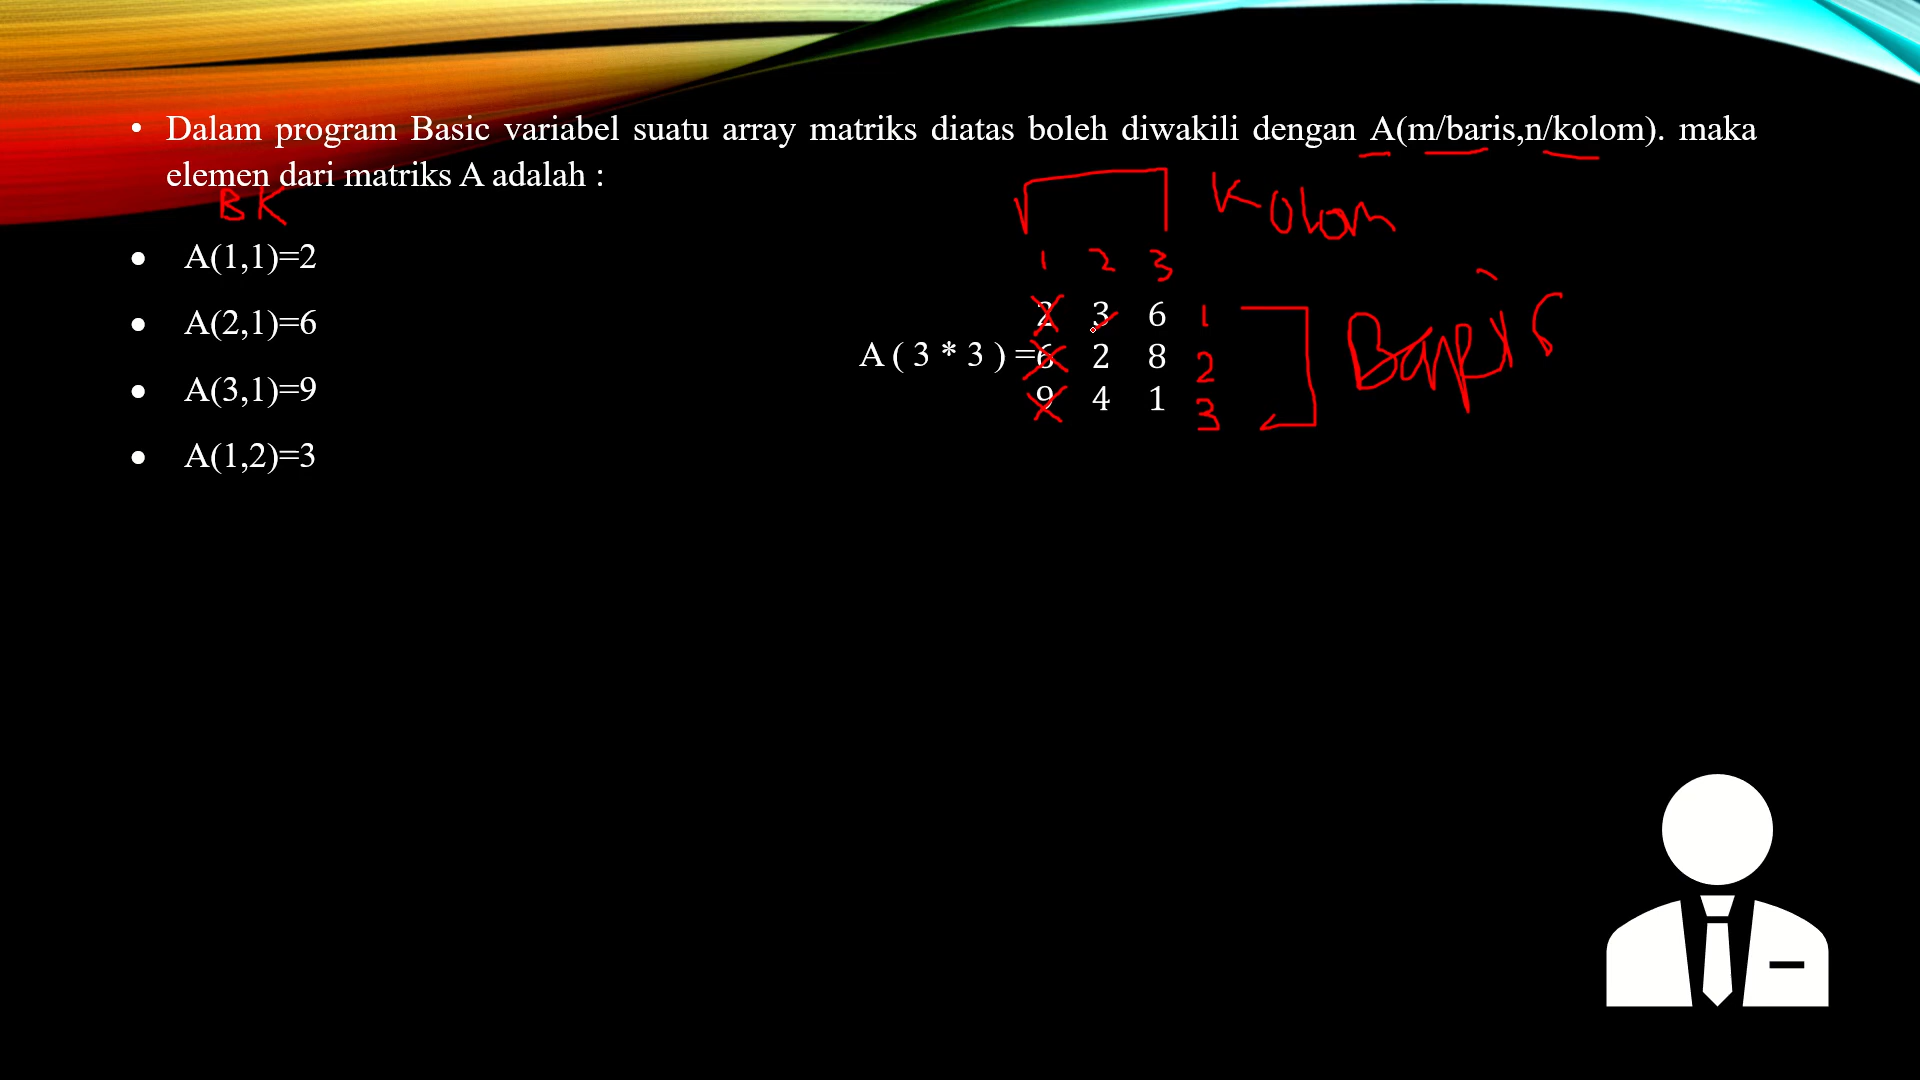 • Dalam program Basic variabel suatu array matriks diatas boleh diwakili dengan A(m/baris,n/kolom). maka
elemen dari matriks A adalah :
B K
Kolom
• A(1,1)=2
1 2 3
2 3 6 1
• A(2,1)=6
A ( 3 * 3 ) =6 2 8 2
Baris
9 4 1 3
• A(3,1)=9
• A(1,2)=3